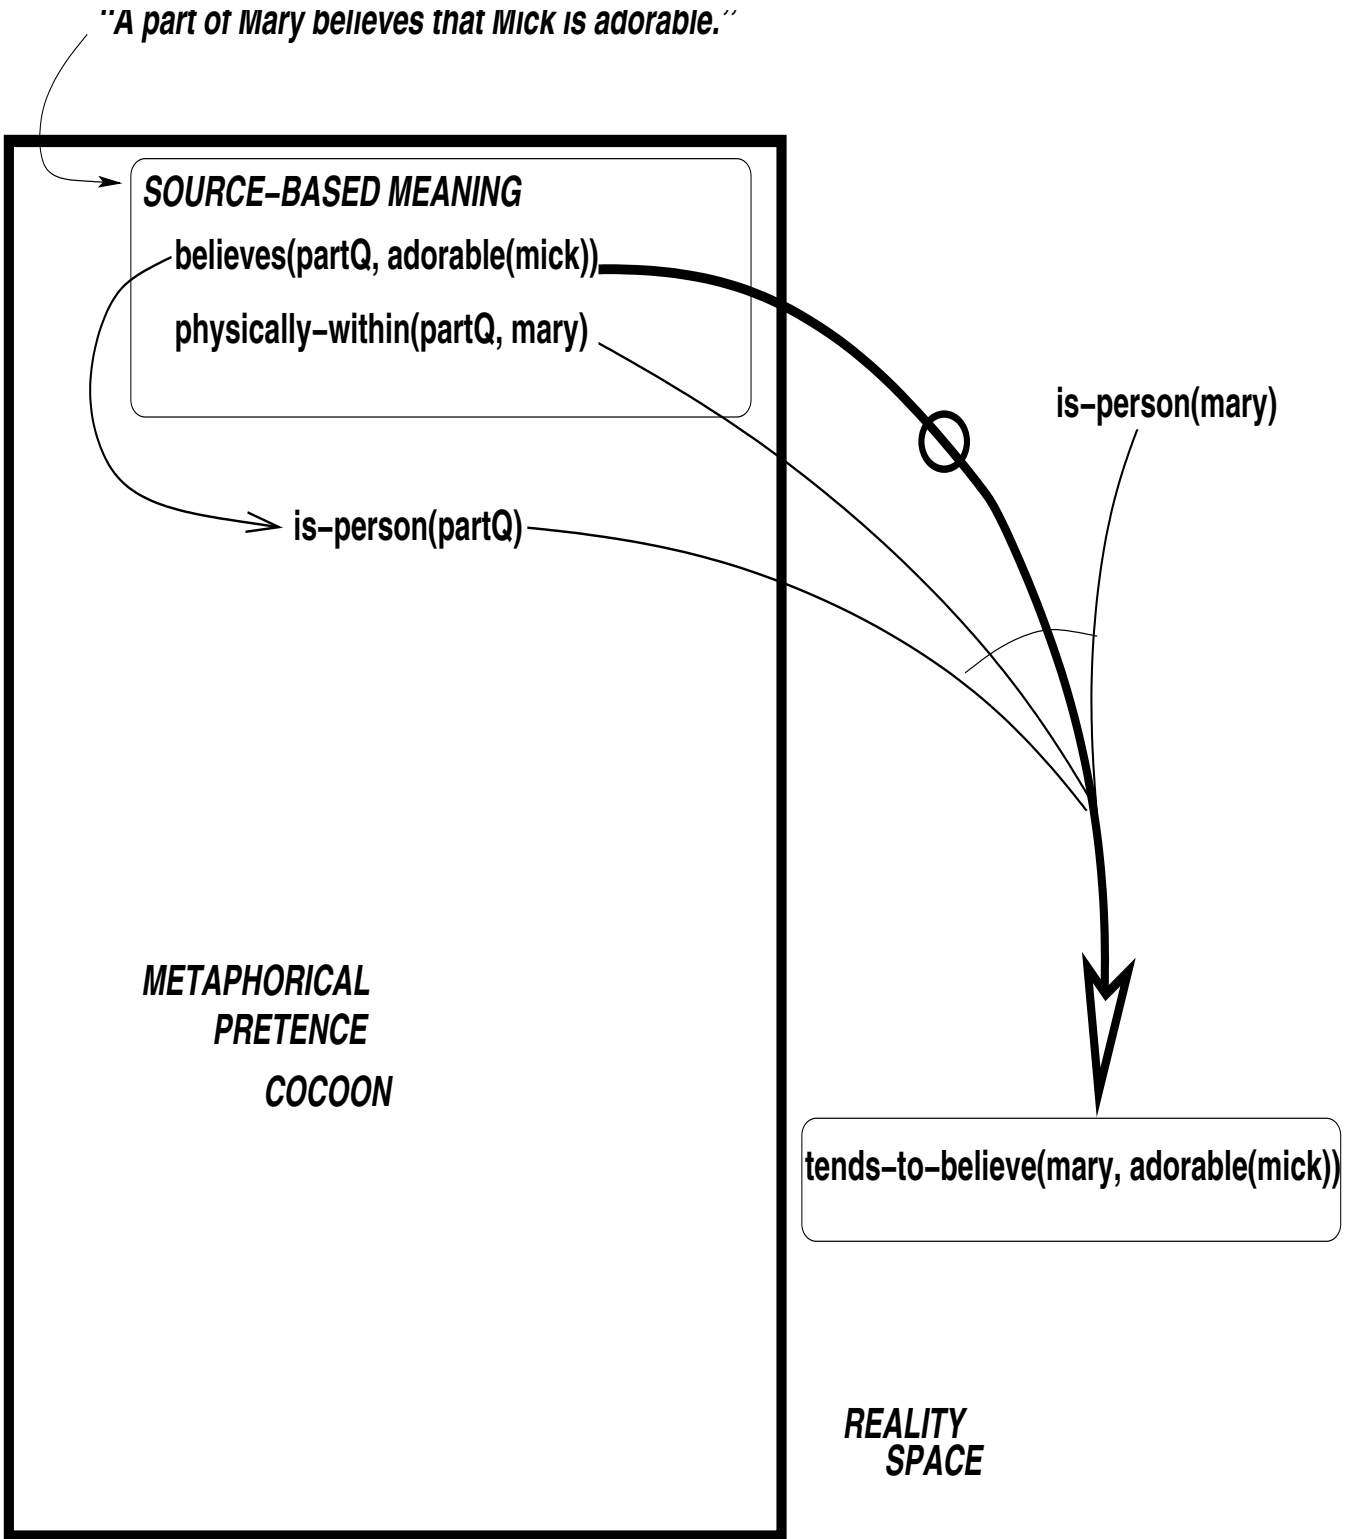 "A part of Mary believes that Mick is adorable."
SOURCE–BASED MEANING
believes(partQ, adorable(mick))
physically–within(partQ, mary)
is–person(mary)
is–person(partQ)
METAPHORICAL
PRETENCE
COCOON
tends–to–believe(mary, adorable(mick))
REALITY
SPACE